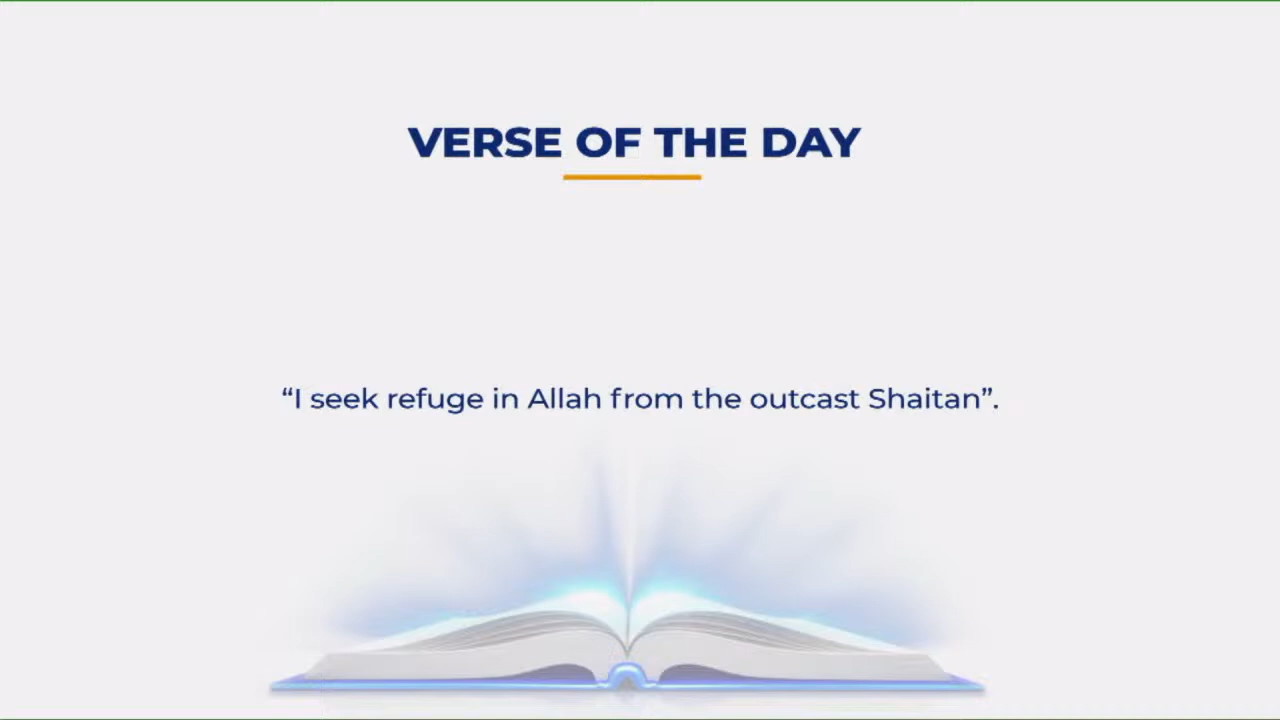 VERSE OF THE DAY
“I seek refuge in Allah from the outcast Shaitan”.